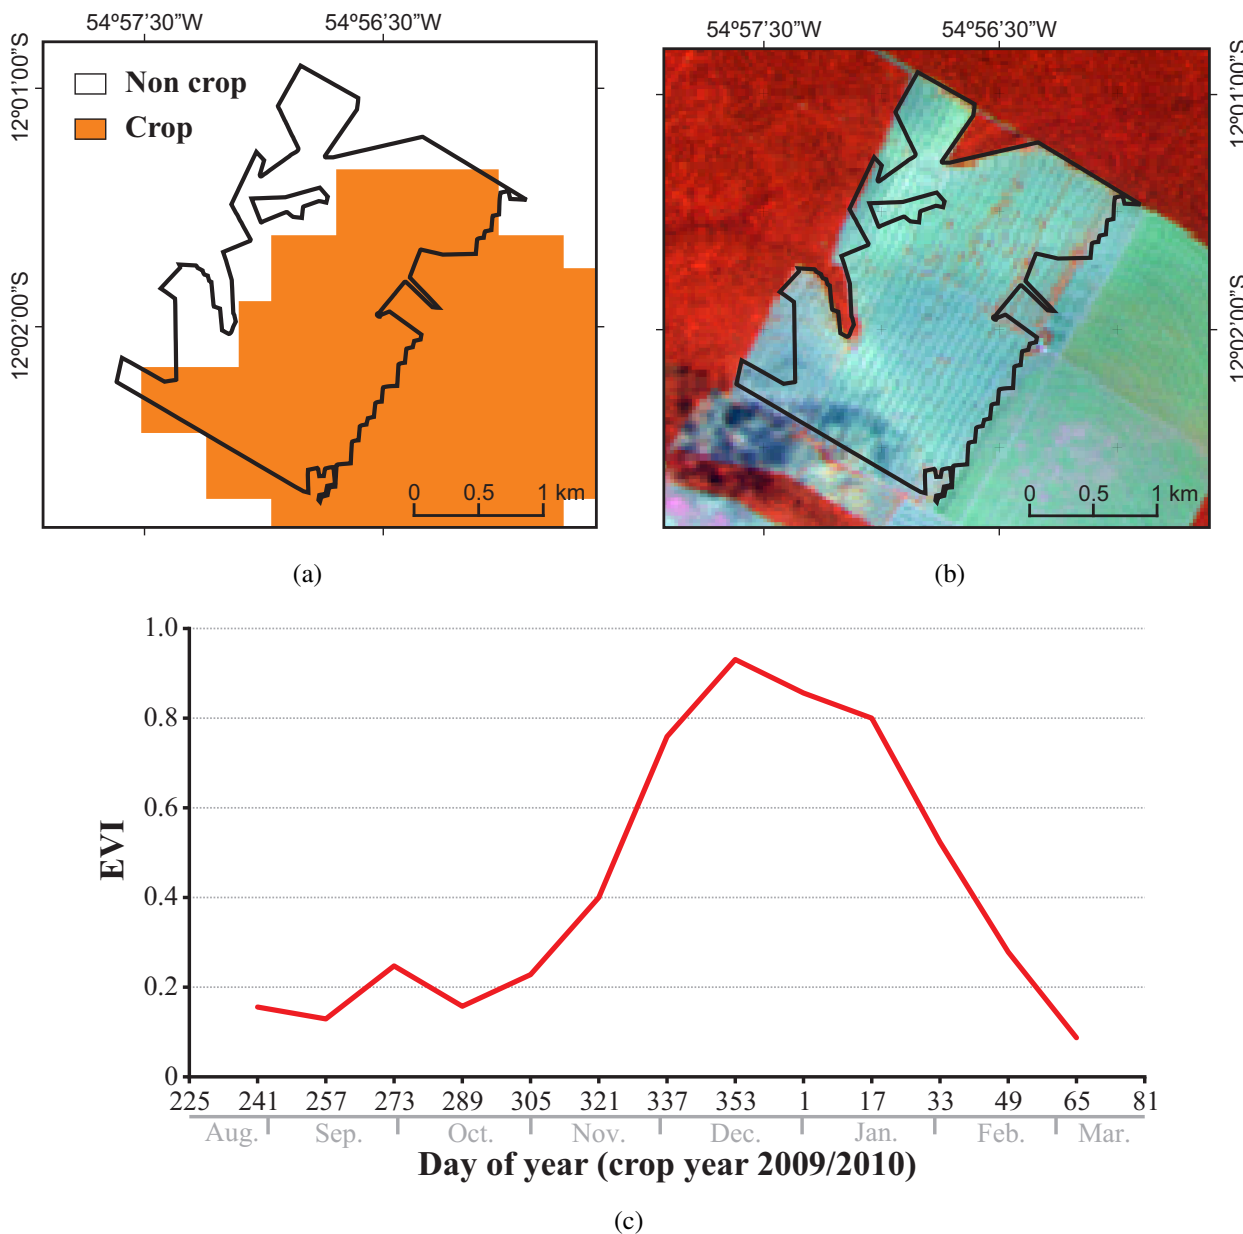 54°57'30"W 54°56'30"W
54°57'30"W 54°56'30"W
12°01'00"S
12°02'00"S
Non crop
Crop
0 0.5 1 km
12°01'00"S
12°02'00"S
0 0.5 1 km
(a)
(b)
1.0
0.8
0.6
0.4
0.2
0
EVI
225 241 257 273 289 305 321 337 353 1 17 33 49 65 81
Aug. Sep. Oct. Nov. Dec. Jan. Feb. Mar.
Day of year (crop year 2009/2010)
(c)